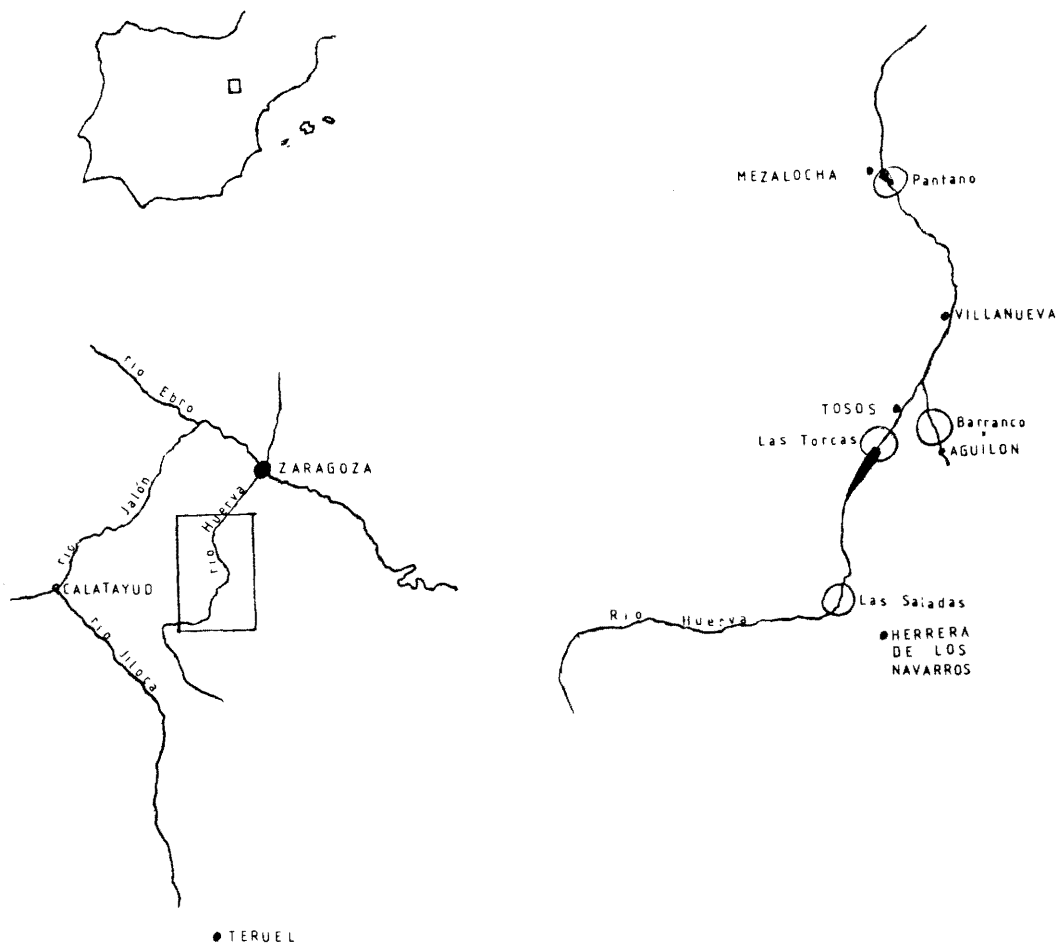 MEZALOCHA
Pantano
VILLANUEVA
TOSOS
Las Torcas
Barranco
AGUILON
Las Saladas
Río Huerva
HERRERA
DE LOS
NAVARROS
río Ebro
ZARAGOZA
río Jalón
río Huerva
CALATAYUD
río Jiloca
TERUEL